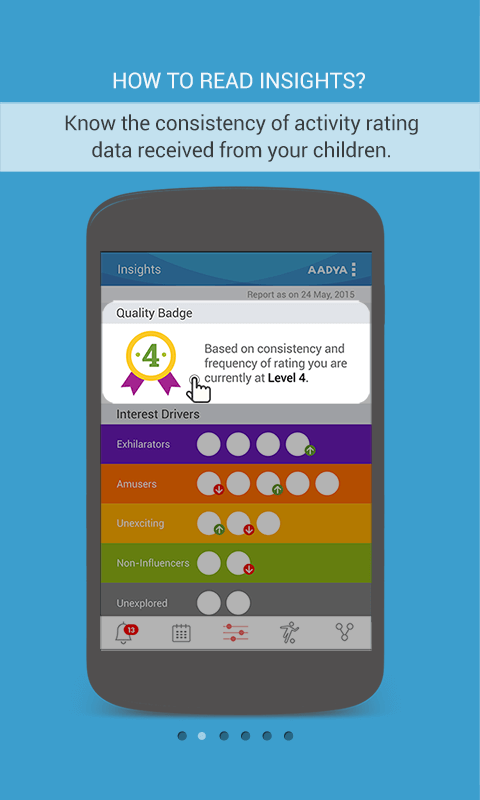 HOW TO READ INSIGHTS?
Know the consistency of activity rating
data received from your children.
Insights
AADYA
Report as on 24 May, 2015
Quality Badge
4
Based on consistency and
frequency of rating you are
currently at Level 4.
Interest Drivers
Exhilarators
Amusers
Unexciting
Non-Influencers
Unexplored
13